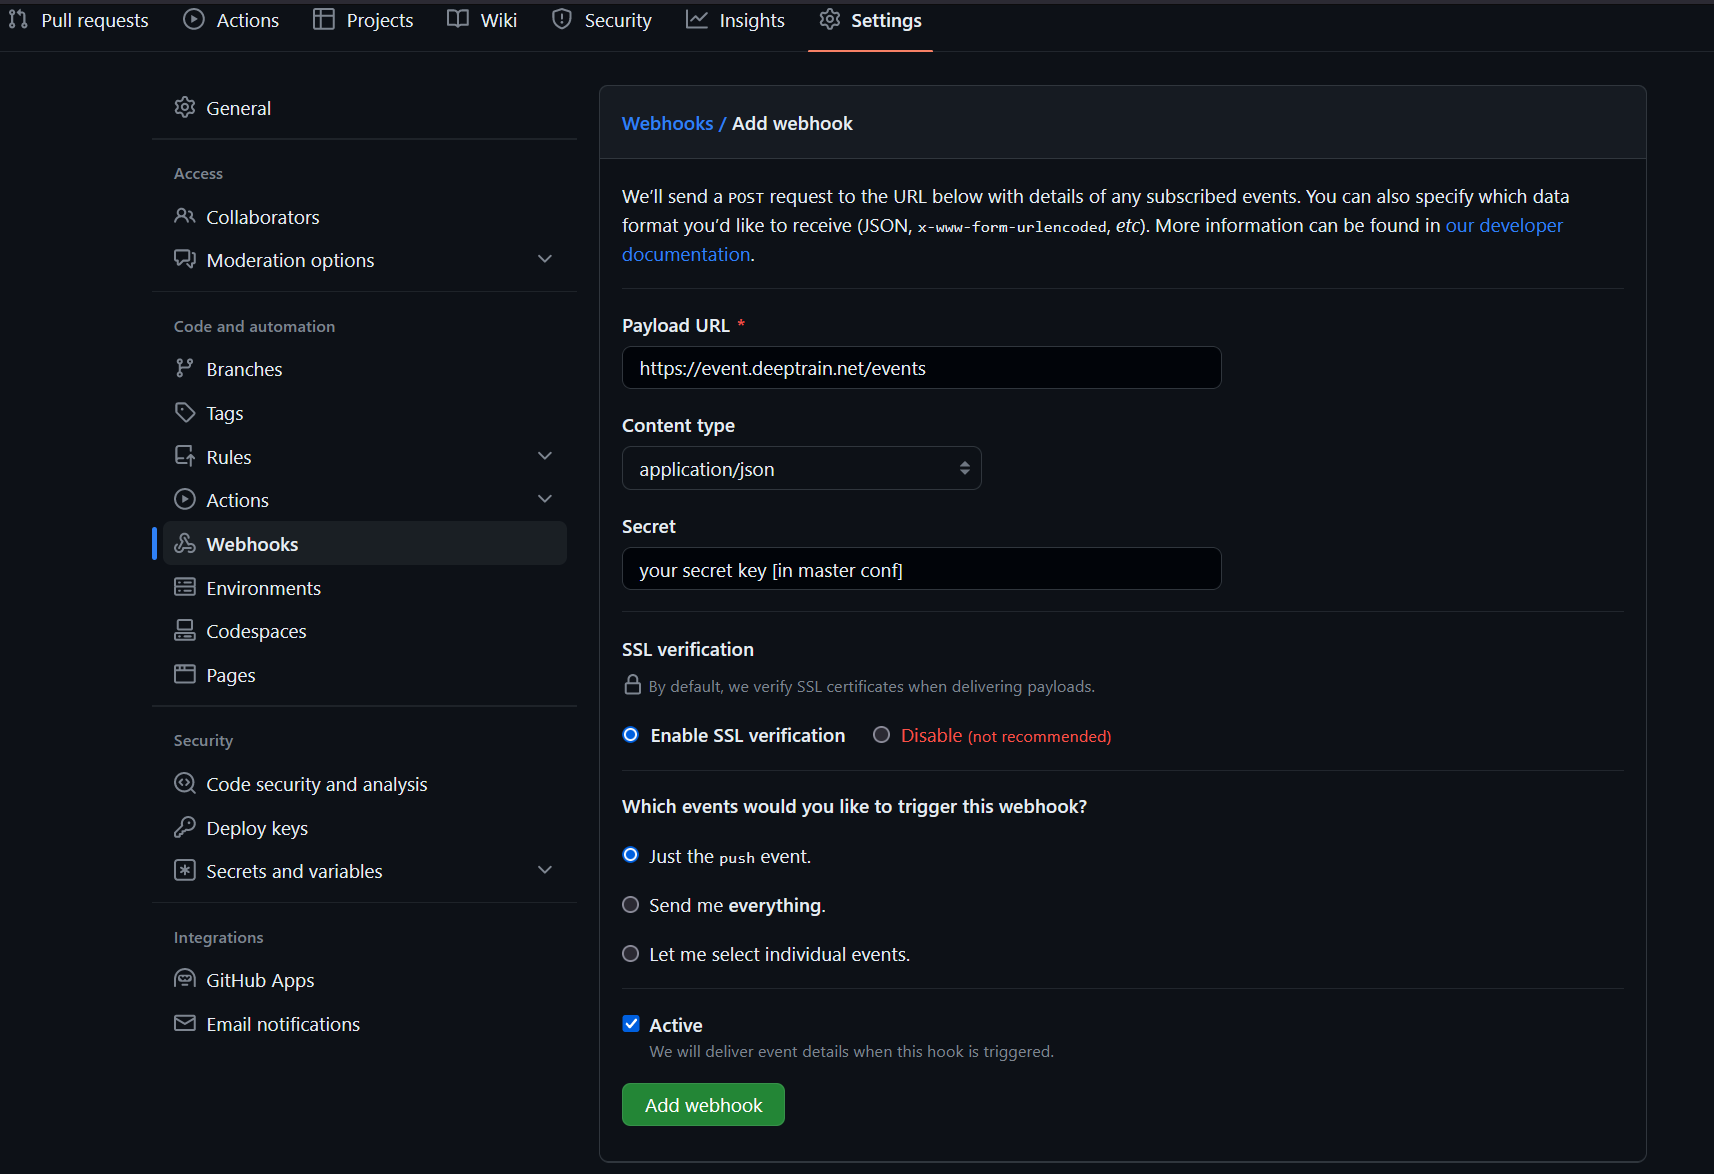 Pull requests Actions Projects Wiki Security Insights Settings
General
Access
Collaborators
Moderation options
Code and automation
Branches
Tags
Rules
Actions
Webhooks
Environments
Codespaces
Pages
Security
Code security and analysis
Deploy keys
Secrets and variables
Integrations
GitHub Apps
Email notifications
Webhooks / Add webhook
We’ll send a POST request to the URL below with details of any subscribed events. You can also specify which data
format you’d like to receive (JSON, x-www-form-urlencoded, etc). More information can be found in our developer
documentation.
Payload URL *
https://event.deeptrain.net/events
Content type
application/json
Secret
your secret key [in master conf]
SSL verification
By default, we verify SSL certificates when delivering payloads.
Enable SSL verification Disable (not recommended)
Which events would you like to trigger this webhook?
Just the push event.
Send me everything.
Let me select individual events.
Active
We will deliver event details when this hook is triggered.
Add webhook